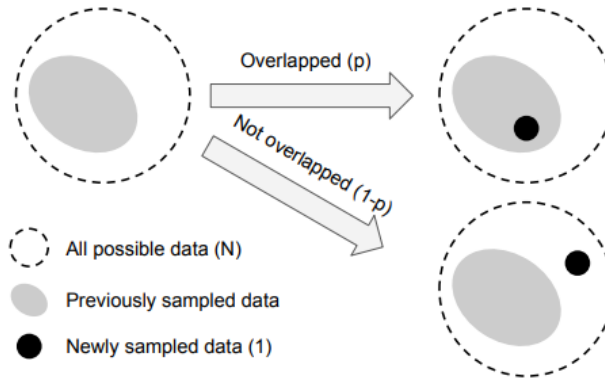 Overlapped (p)
Not overlapped (1-p)
All possible data (N)
Previously sampled data
Newly sampled data (1)